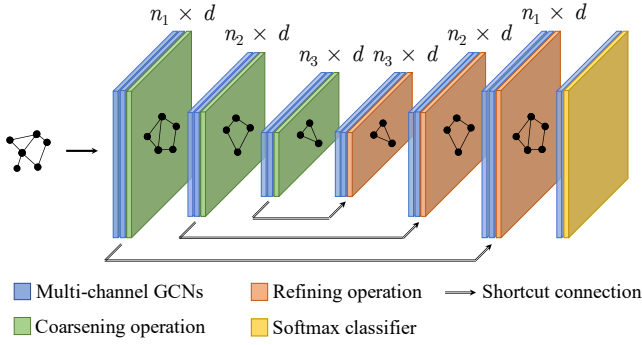 n₁ × d
n₂ × d
n₃ × d
n₃ × d
n₂ × d
n₁ × d
Multi-channel GCNs
Refining operation
Shortcut connection
Coarsening operation
Softmax classifier